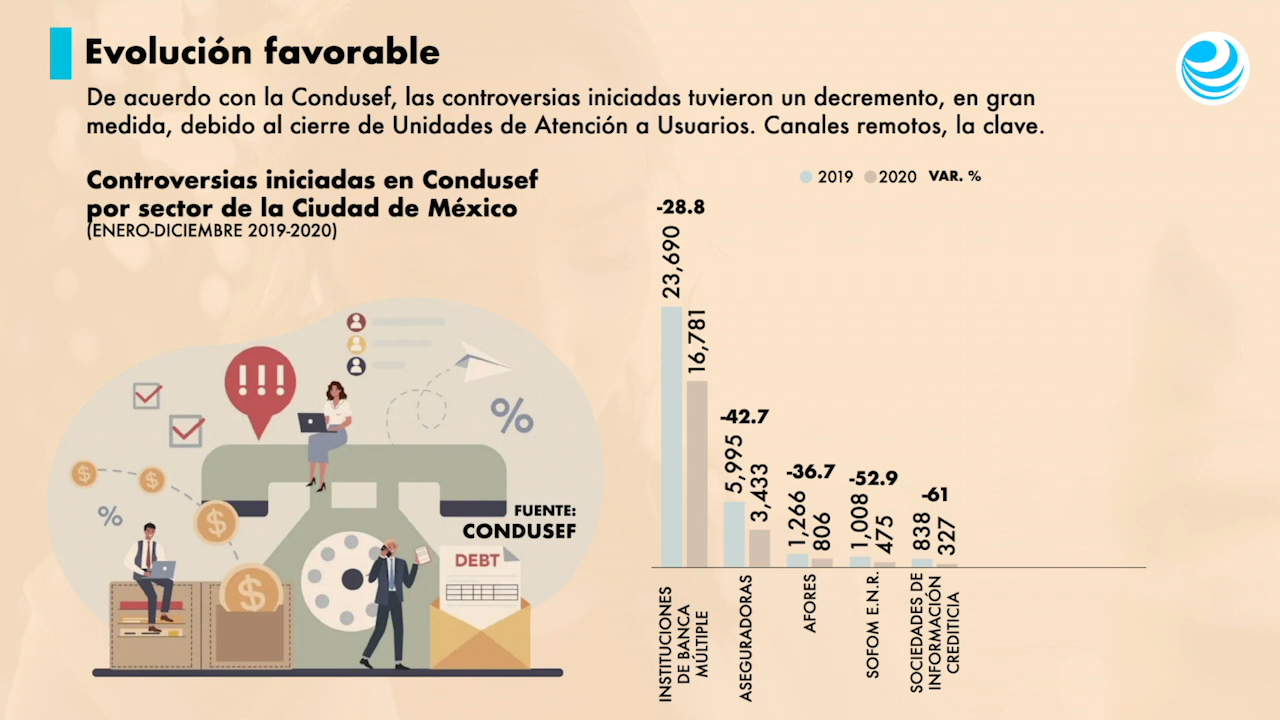 Evolución favorable
De acuerdo con la Condusef, las controversias iniciadas tuvieron un decremento, en gran
medida, debido al cierre de Unidades de Atención a Usuarios. Canales remotos, la clave.
Controversias iniciadas en Condusef
por sector de la Ciudad de México
(ENERO-DICIEMBRE 2019-2020)
2019 2020 VAR. %
-28.8
23,690
16,781
-42.7
5,995
3,433
-36.7
1,266
806
-52.9
1,008
475
-61
838
327
INSTITUCIONES
DE BANCA
MÚLTIPLE
ASEGURADORAS
AFORES
SOFOM E.N.R.
SOCIEDADES DE
INFORMACIÓN
CREDITICIA
!!!
%
$
$
%
$
$
DEBT
FUENTE:
CONDUSEF